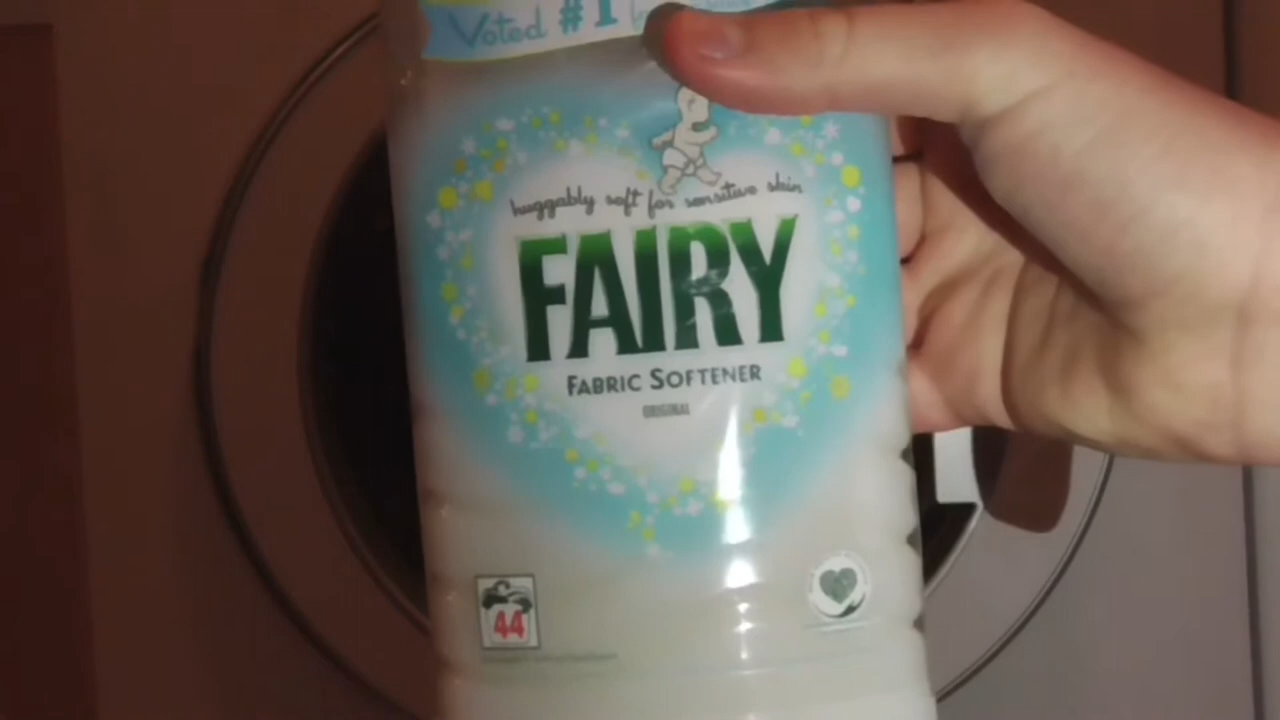 Voted #1
huggably soft for sensitive skin
FAIRY
FABRIC SOFTENER
ORIGINAL
44